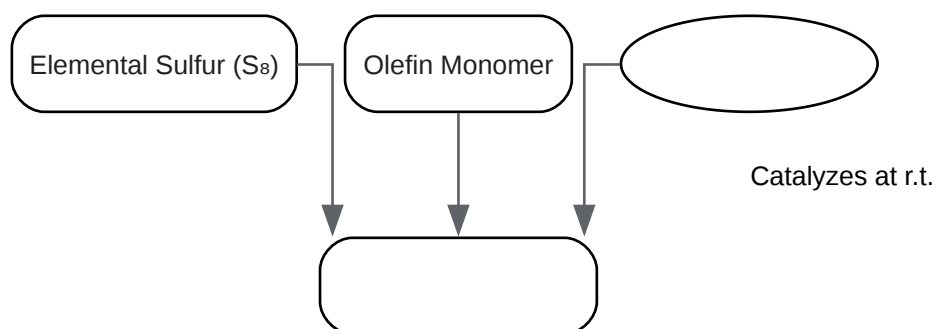 Elemental Sulfur (S₈)
Olefin Monomer
Catalyzes at r.t.